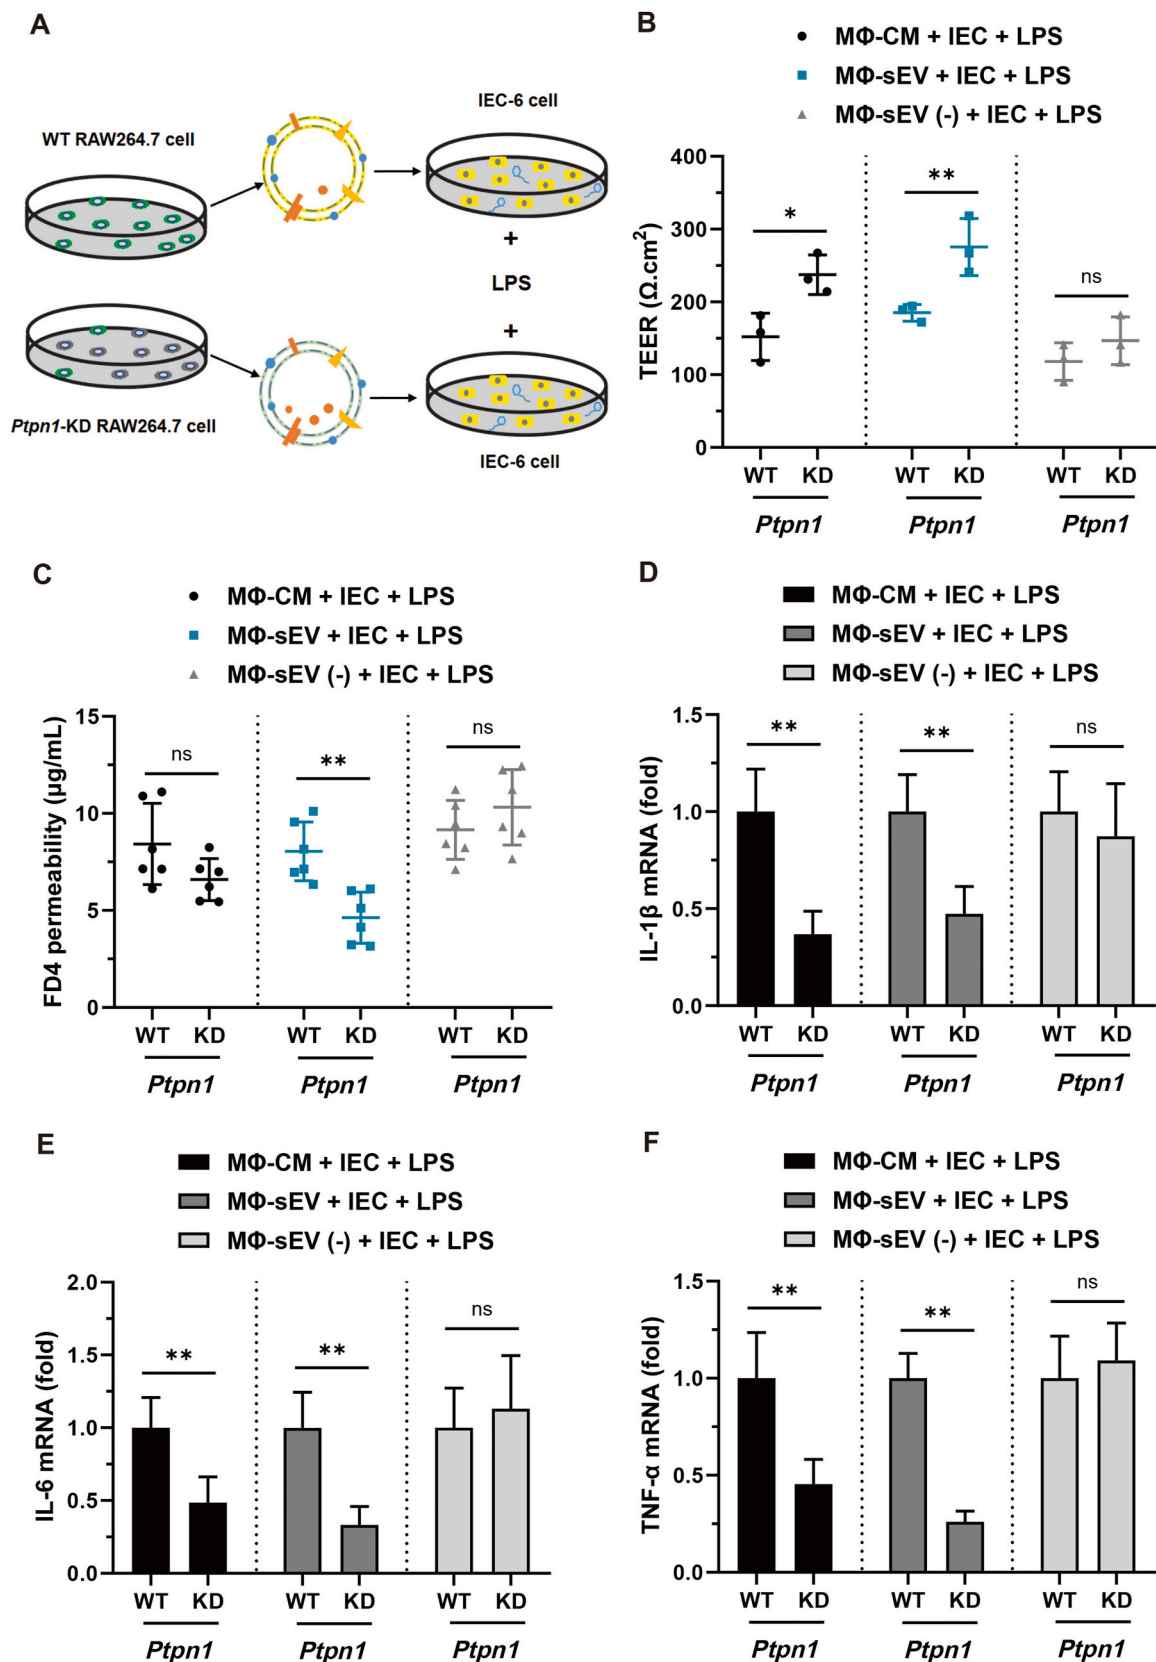 A
WT RAW264.7 cell
IEC-6 cell
+
LPS
+
Ptpn1-KD RAW264.7 cell
IEC-6 cell
B
MΦ-CM + IEC + LPS
MΦ-sEV + IEC + LPS
MΦ-sEV (-) + IEC + LPS
TEER (Ω.cm²)
400
300
200
100
0
*
**
ns
WT KD WT KD WT KD
Ptpn1 Ptpn1 Ptpn1
C
MΦ-CM + IEC + LPS
MΦ-sEV + IEC + LPS
MΦ-sEV (-) + IEC + LPS
FD4 permeability (μg/mL)
15
10
5
0
ns
**
ns
WT KD WT KD WT KD
Ptpn1 Ptpn1 Ptpn1
D
MΦ-CM + IEC + LPS
MΦ-sEV + IEC + LPS
MΦ-sEV (-) + IEC + LPS
IL-1β mRNA (fold)
1.5
1.0
0.5
0.0
**
**
ns
WT KD WT KD WT KD
Ptpn1 Ptpn1 Ptpn1
E
MΦ-CM + IEC + LPS
MΦ-sEV + IEC + LPS
MΦ-sEV (-) + IEC + LPS
IL-6 mRNA (fold)
2.0
1.5
1.0
0.5
0.0
**
**
ns
WT KD WT KD WT KD
Ptpn1 Ptpn1 Ptpn1
F
MΦ-CM + IEC + LPS
MΦ-sEV + IEC + LPS
MΦ-sEV (-) + IEC + LPS
TNF-α mRNA (fold)
1.5
1.0
0.5
0.0
**
**
ns
WT KD WT KD WT KD
Ptpn1 Ptpn1 Ptpn1